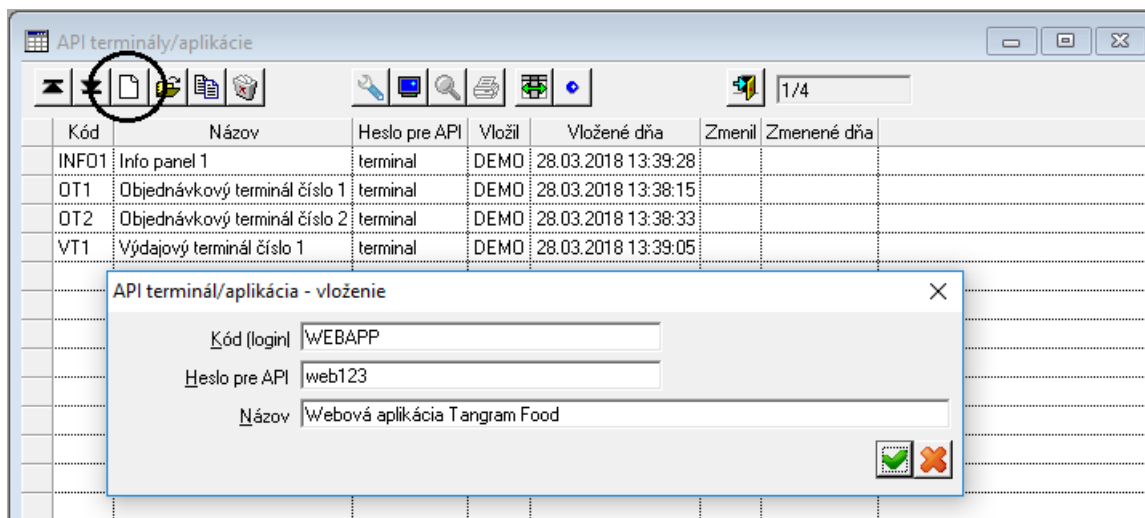 API terminály/aplikácie
1/4
Kód Názov Heslo pre API Vložil Vložené dňa Zmenil Zmenené dňa
INFO1 Info panel 1 terminal DEMO 28.03.2018 13:39:28
OT1 Objednávkový terminál číslo 1 terminal DEMO 28.03.2018 13:38:15
OT2 Objednávkový terminál číslo 2 terminal DEMO 28.03.2018 13:38:33
VT1 Výdajový terminál číslo 1 terminal DEMO 28.03.2018 13:39:05
API terminál/aplikácia - vloženie
Kód (login) WEBAPP
Heslo pre API web123
Názov Webová aplikácia Tangram Food